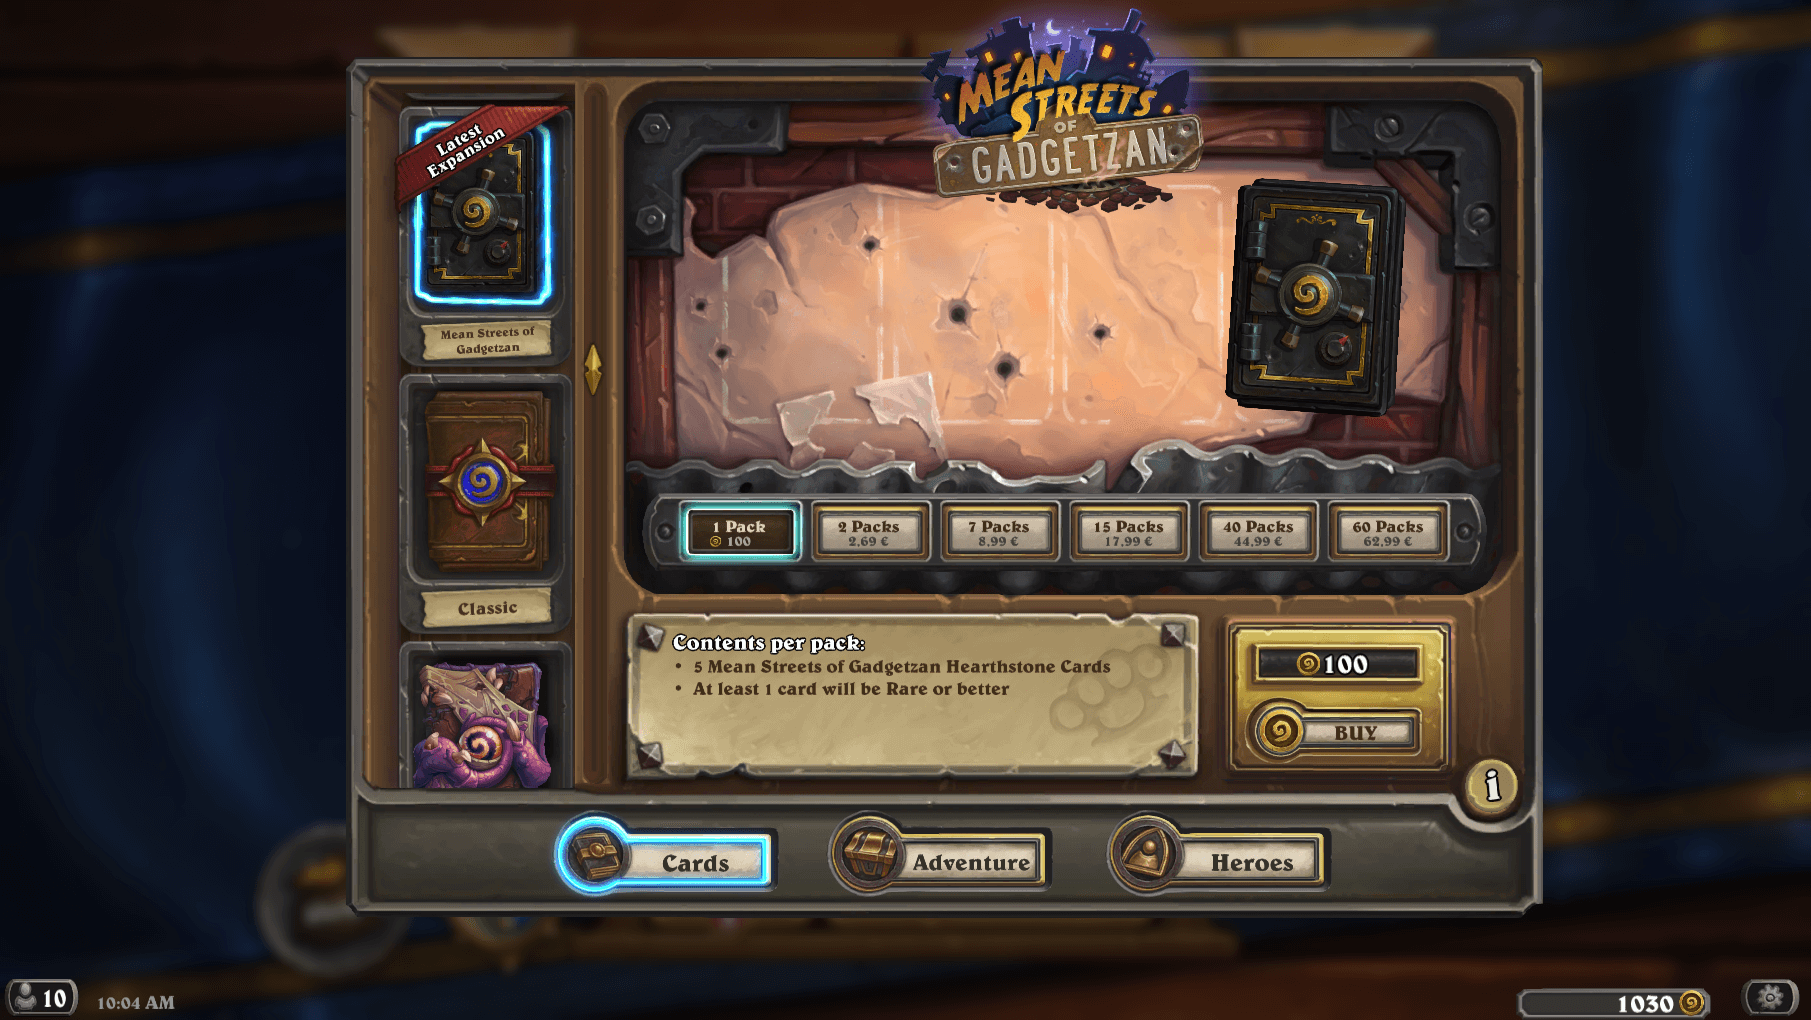 MEAN
STREETS
OF
GADGETZAN
Latest
Expansion
Mean Streets of
Gadgetzan
Classic
1 Pack
100
2 Packs
2,69 €
7 Packs
8,99 €
15 Packs
17,99 €
40 Packs
44,99 €
60 Packs
62,99 €
Contents per pack:
• 5 Mean Streets of Gadgetzan Hearthstone Cards
• At least 1 card will be Rare or better
100
BUY
i
Cards
Adventure
Heroes
10
10:04 AM
1030